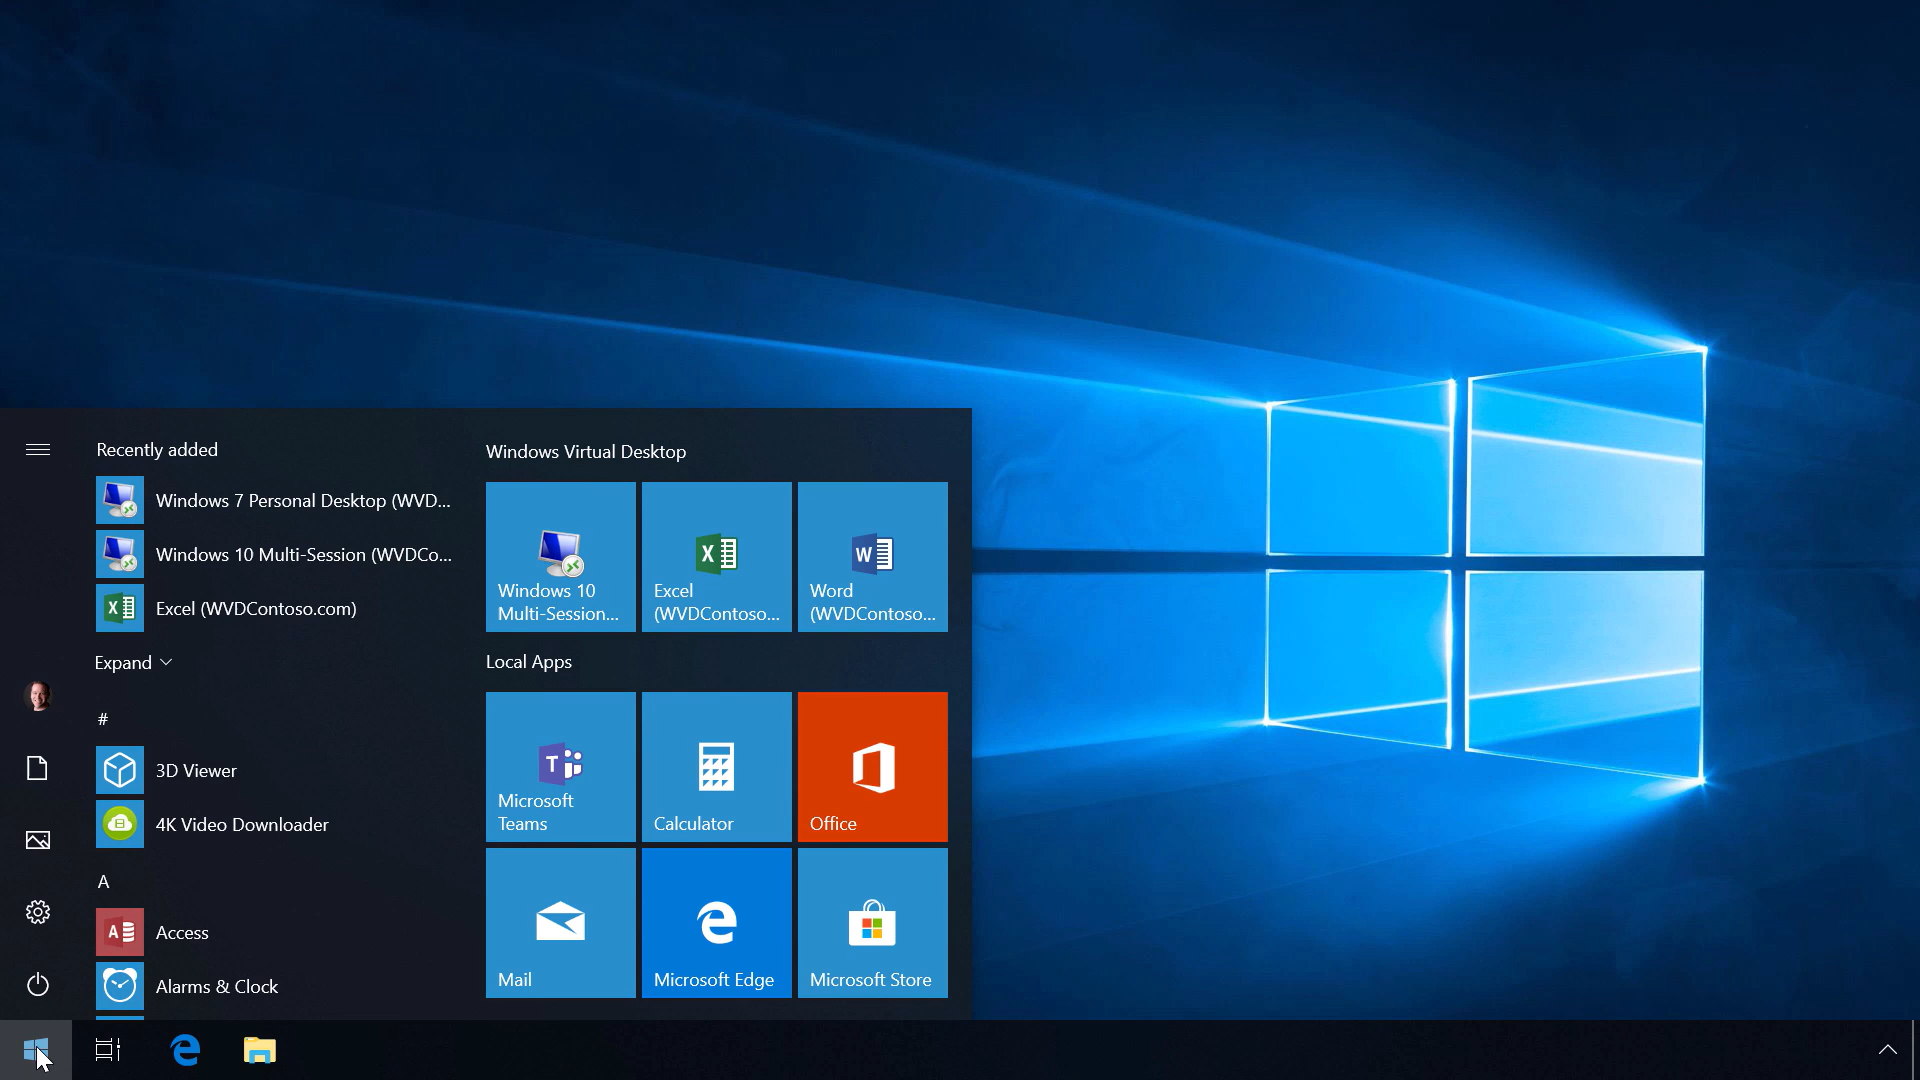 Recently added
Windows 7 Personal Desktop (WVD...
Windows 10 Multi-Session (WVDCo...
Excel (WVDContoso.com)
Expand
#
3D Viewer
4K Video Downloader
A
Access
Alarms & Clock
Windows Virtual Desktop
Windows 10
Multi-Session...
Excel
(WVDContoso...
Word
(WVDContoso...
Local Apps
Microsoft
Teams
Calculator
Office
Mail
Microsoft Edge
Microsoft Store